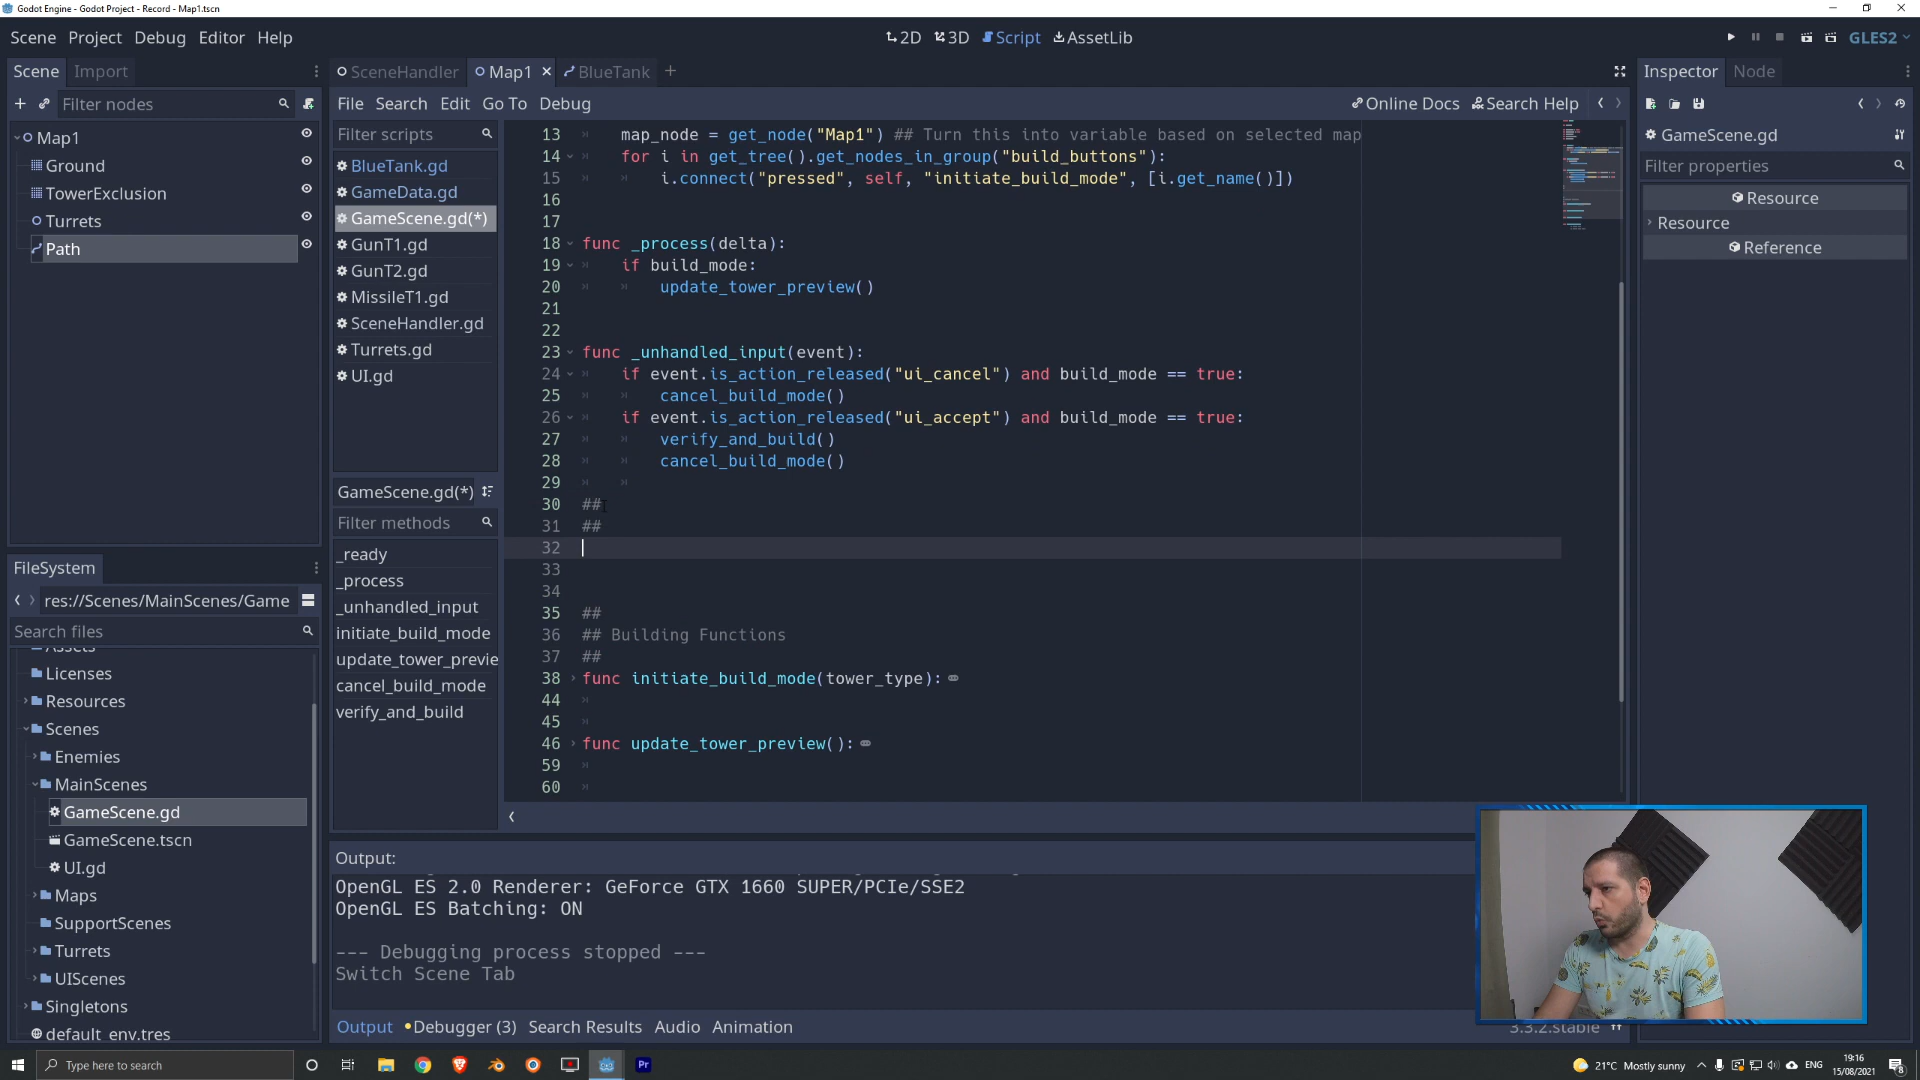 Godot Engine - Godot Project - Record - Map1.tscn
Scene Project Debug Editor Help
2D 3D Script AssetLib
GLES2
Scene Import
SceneHandler Map1 BlueTank
Inspector Node
Filter nodes
File Search Edit Go To Debug
Online Docs Search Help
Map1
Ground
TowerExclusion
Turrets
Path
Filter scripts
BlueTank.gd
GameData.gd
GameScene.gd(*)
GunT1.gd
GunT2.gd
MissileT1.gd
SceneHandler.gd
Turrets.gd
UI.gd
GameScene.gd(*)
Filter methods
_ready
_process
_unhandled_input
initiate_build_mode
update_tower_previe
cancel_build_mode
verify_and_build
13 map_node = get_node("Map1") ## Turn this into variable based on selected map
14 for i in get_tree().get_nodes_in_group("build_buttons"):
15 i.connect("pressed", self, "initiate_build_mode", [i.get_name()])
16
17
18 func _process(delta):
19 if build_mode:
20 update_tower_preview()
21
22
23 func _unhandled_input(event):
24 if event.is_action_released("ui_cancel") and build_mode == true:
25 cancel_build_mode()
26 if event.is_action_released("ui_accept") and build_mode == true:
27 verify_and_build()
28 cancel_build_mode()
29
30 ##
31 ##
32
33
34
35 ##
36 ## Building Functions
37 ##
38 func initiate_build_mode(tower_type):
44
45
46 func update_tower_preview():
59
60
GameScene.gd
Filter properties
Resource
Resource
Reference
FileSystem
res://Scenes/MainScenes/Game
Search files
Licenses
Resources
Scenes
Enemies
MainScenes
GameScene.gd
GameScene.tscn
UI.gd
Maps
SupportScenes
Turrets
UIScenes
Singletons
default_env.tres
Output:
OpenGL ES 2.0 Renderer: GeForce GTX 1660 SUPER/PCIe/SSE2
OpenGL ES Batching: ON
--- Debugging process stopped ---
Switch Scene Tab
Output Debugger (3) Search Results Audio Animation
3.3.2.stable
Type here to search
Pr
21°C Mostly sunny
ENG
19:16
15/08/2021
8